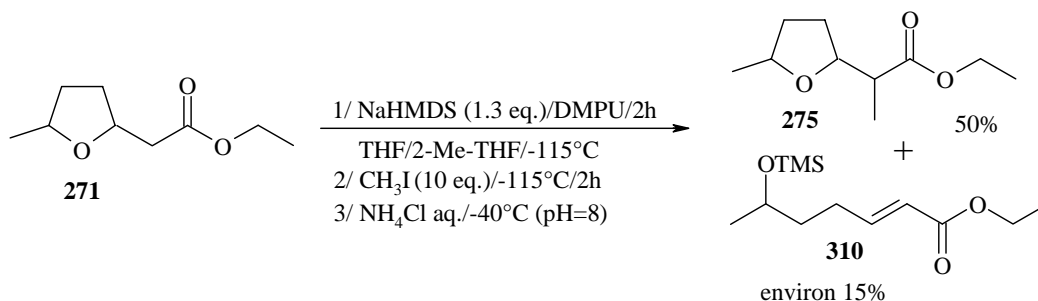 O
O
O
271
1/ NaHMDS (1.3 eq.)/DMPU/2h
THF/2-Me-THF/-115°C
2/ CH₃I (10 eq.)/-115°C/2h
3/ NH₄Cl aq./-40°C (pH=8)
O
O
O
275
50%
+
OTMS
O
O
310
environ 15%